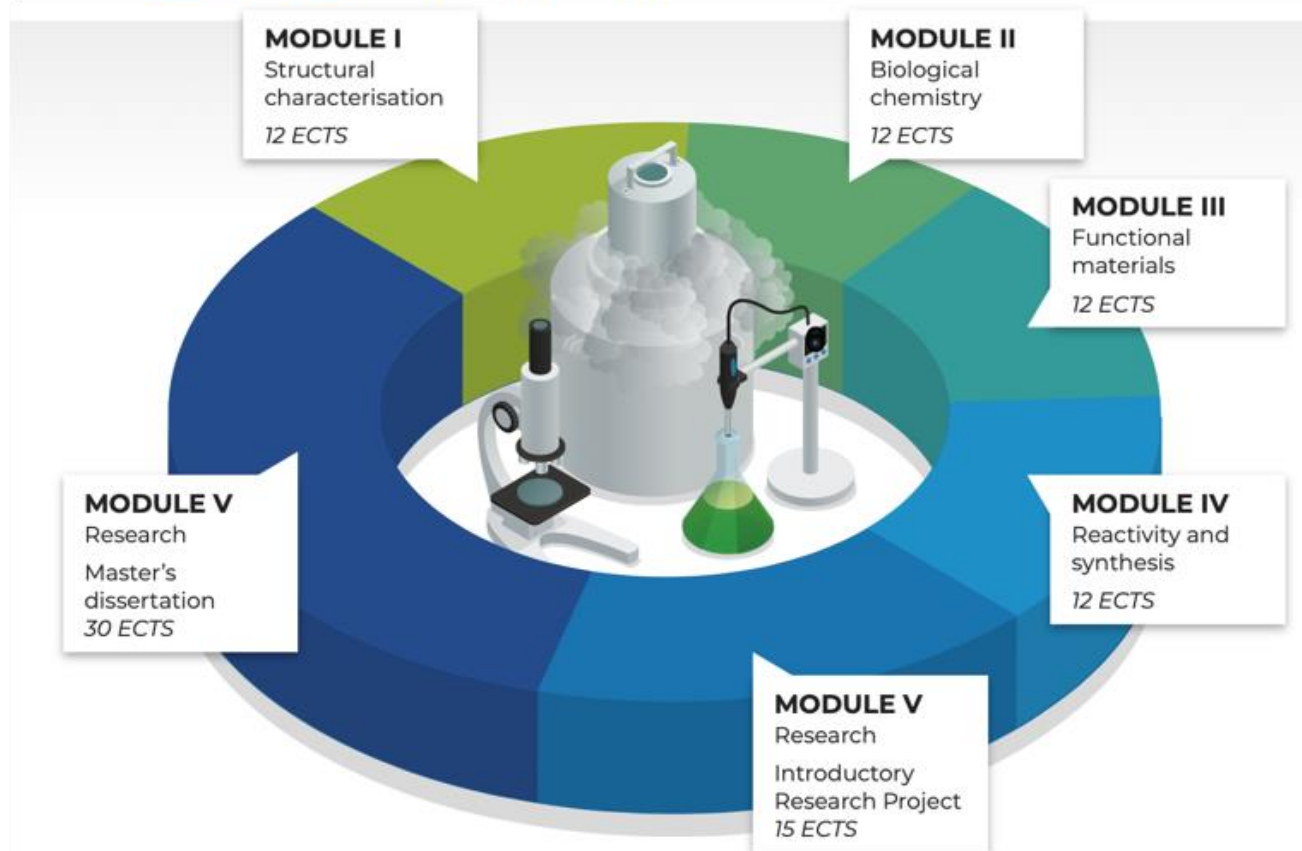 MODULE I
Structural
characterisation
12 ECTS
MODULE II
Biological
chemistry
12 ECTS
MODULE III
Functional
materials
12 ECTS
MODULE IV
Reactivity and
synthesis
12 ECTS
MODULE V
Research
Introductory
Research Project
15 ECTS
MODULE V
Research
Master's
dissertation
30 ECTS